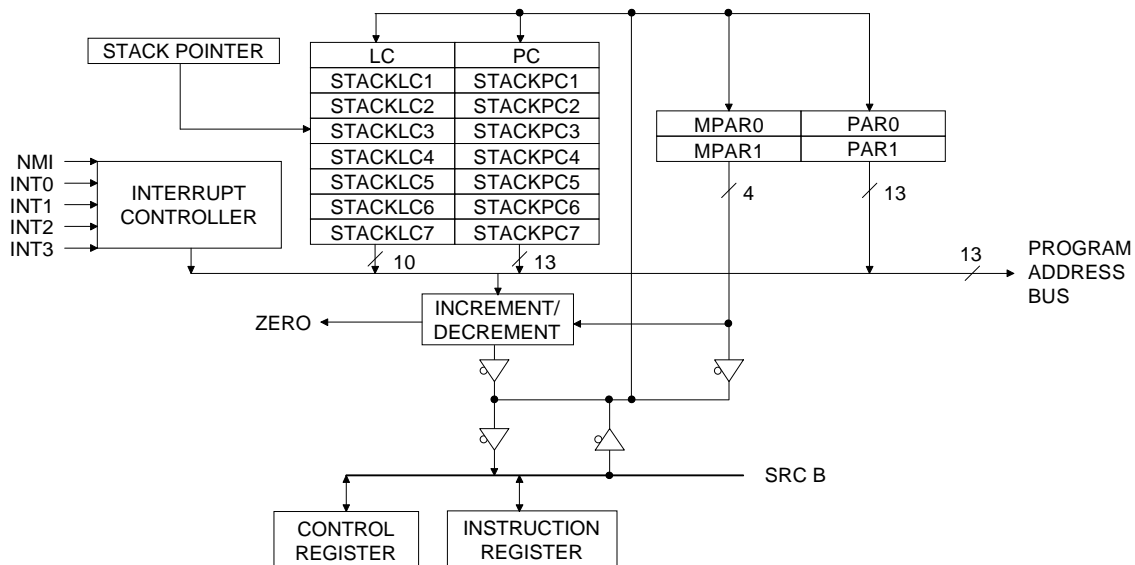 STACK POINTER
LC PC
STACKLC1 STACKPC1
STACKLC2 STACKPC2
STACKLC3 STACKPC3
STACKLC4 STACKPC4
STACKLC5 STACKPC5
STACKLC6 STACKPC6
STACKLC7 STACKPC7
MPAR0 PAR0
MPAR1 PAR1
4 13
NMI
INT0
INT1
INT2
INT3
INTERRUPT
CONTROLLER
10 13
13
PROGRAM
ADDRESS
BUS
INCREMENT/
DECREMENT
ZERO
SRC B
CONTROL
REGISTER
INSTRUCTION
REGISTER